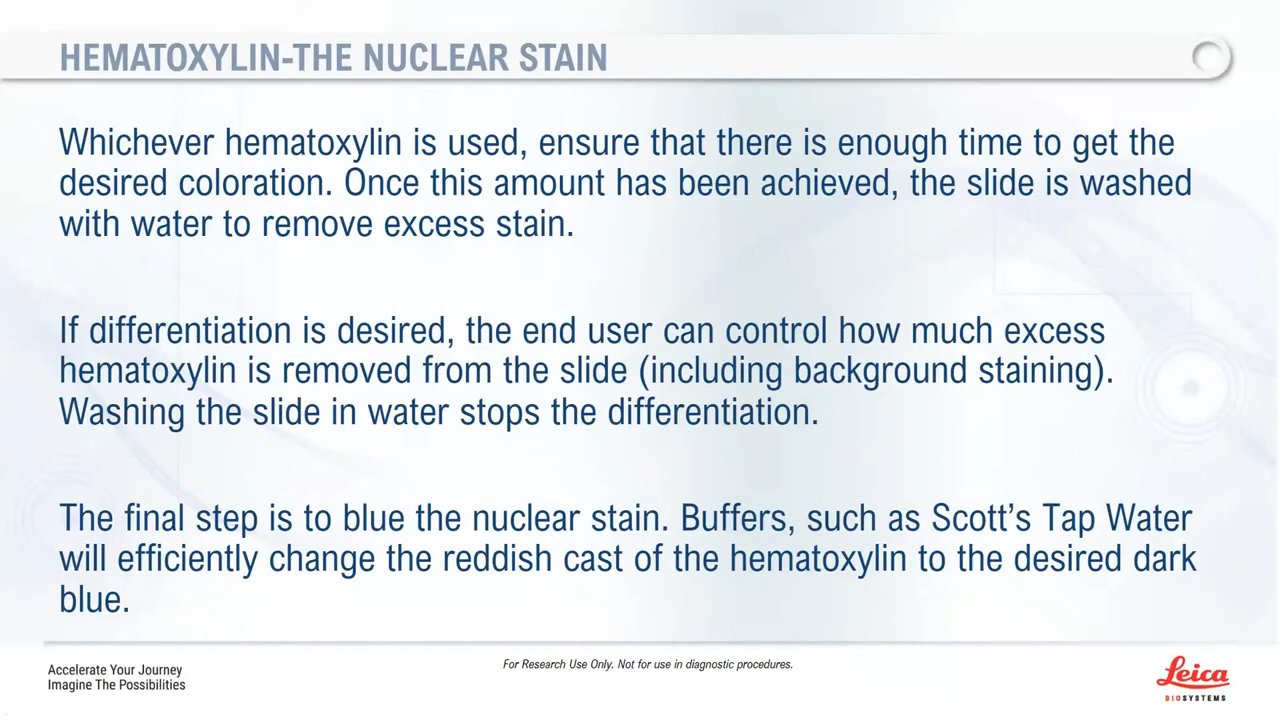 HEMATOXYLIN-THE NUCLEAR STAIN
Whichever hematoxylin is used, ensure that there is enough time to get the
desired coloration. Once this amount has been achieved, the slide is washed
with water to remove excess stain.
If differentiation is desired, the end user can control how much excess
hematoxylin is removed from the slide (including background staining).
Washing the slide in water stops the differentiation.
The final step is to blue the nuclear stain. Buffers, such as Scott’s Tap Water
will efficiently change the reddish cast of the hematoxylin to the desired dark
blue.
Accelerate Your Journey
Imagine The Possibilities
For Research Use Only. Not for use in diagnostic procedures.
Leica
BIOSYSTEMS